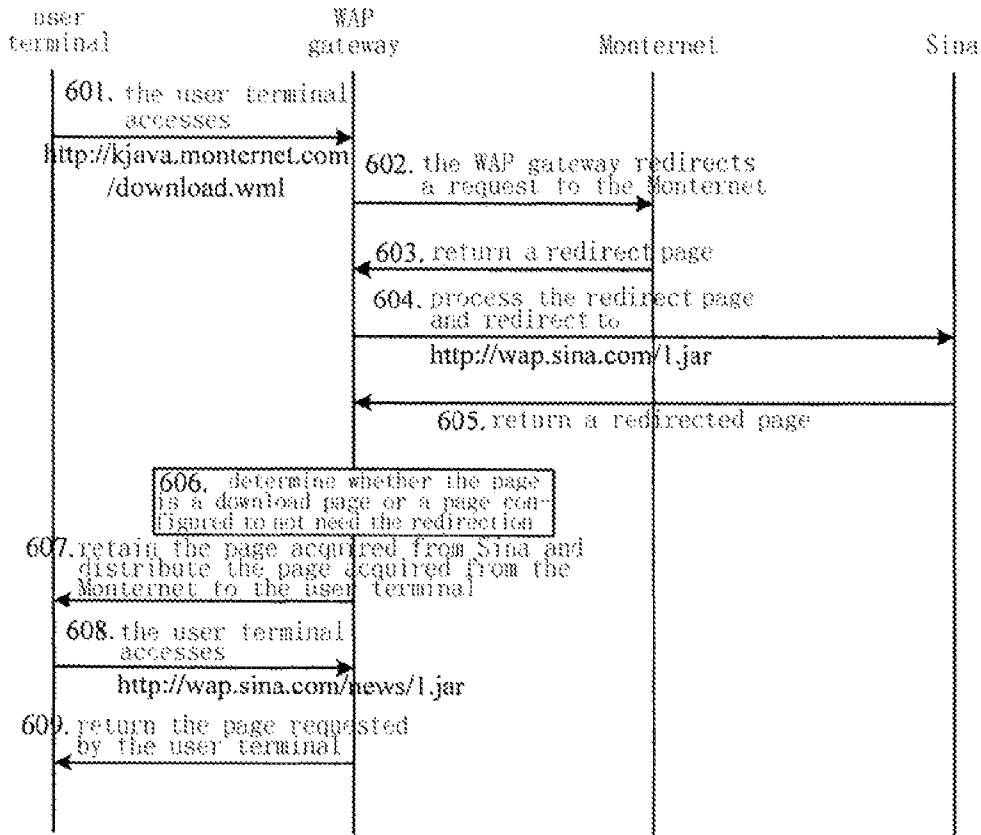 user
terminal
WAP
gateway
Monternet
Sina
601. the user terminal
accesses
http://kjava.monternet.com
/download.wml
602. the WAP gateway redirects
a request to the Monternet
603. return a redirect page
604. process the redirect page
and redirect to
http://wap.sina.com/1.jar
605. return a redirected page
606. determine whether the page
is a download page or a page con-
figured to not need the redirection
607. retain the page acquired from Sina and
distribute the page acquired from the
Monternet to the user terminal
608. the user terminal
accesses
http://wap.sina.com/news/1.jar
609. return the page requested
by the user terminal